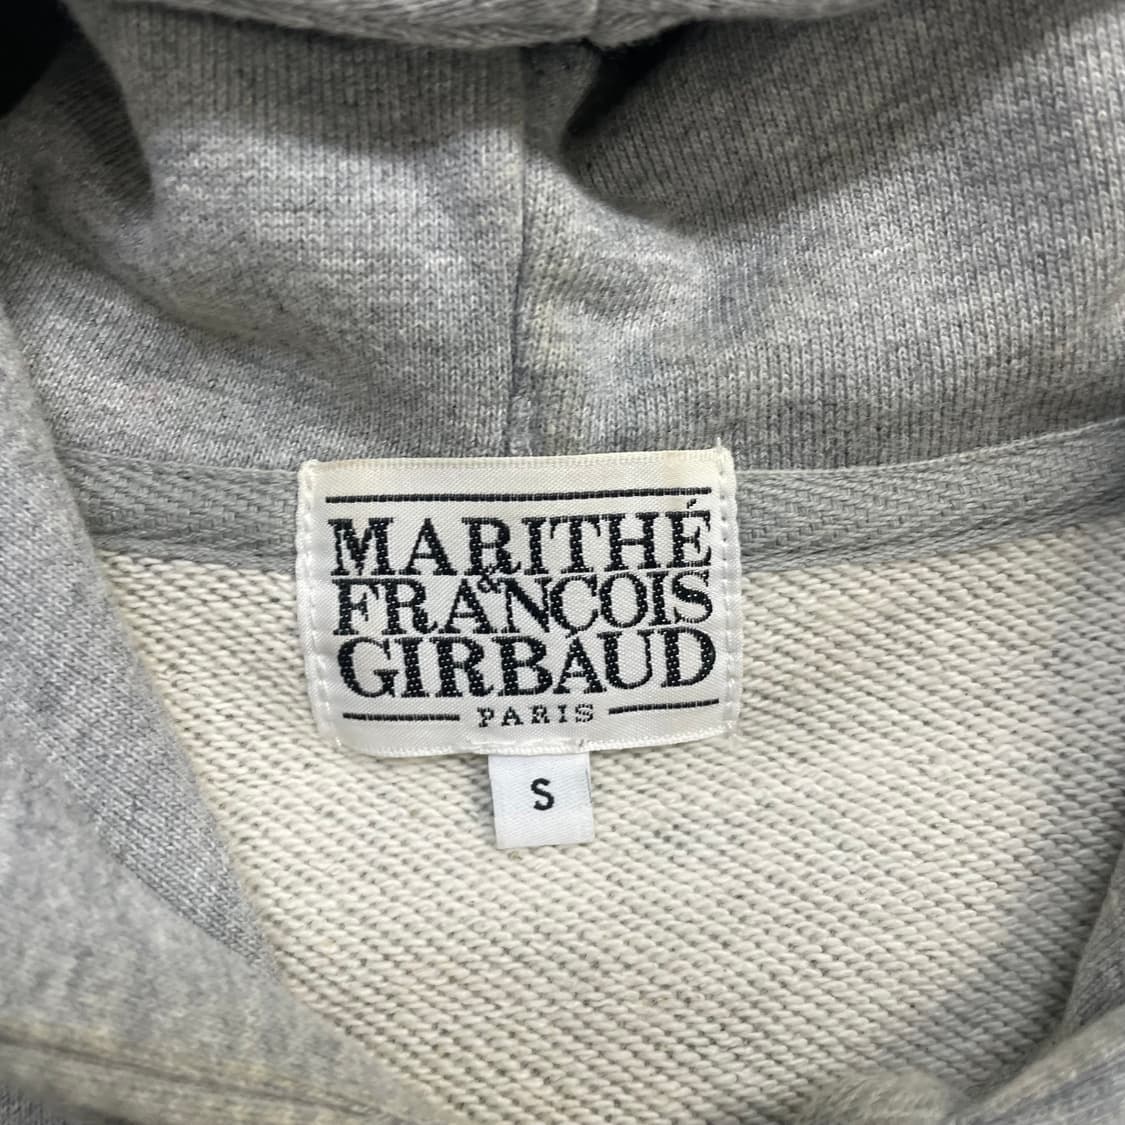 MARITHÉ
&
FRANÇOIS
GIRBAUD
PARIS
S